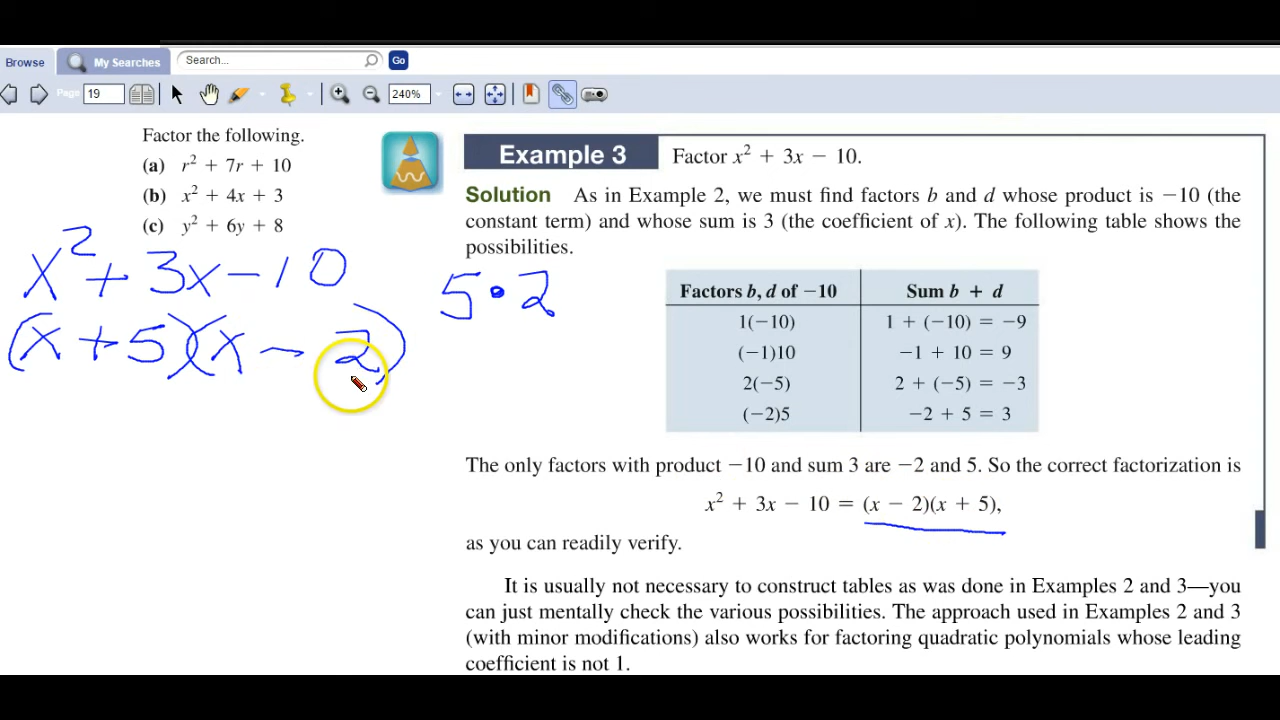 Browse My Searches Search... Go
Page 19 240%
Factor the following.
(a) r² + 7r + 10
(b) x² + 4x + 3
(c) y² + 6y + 8
x² + 3x - 10
(x + 5)(x - 2)
5 • 2
Example 3 Factor x² + 3x − 10.
Solution As in Example 2, we must find factors b and d whose product is −10 (the
constant term) and whose sum is 3 (the coefficient of x). The following table shows the
possibilities.
Factors b, d of −10 Sum b + d
1(−10) 1 + (−10) = −9
(−1)10 −1 + 10 = 9
2(−5) 2 + (−5) = −3
(−2)5 −2 + 5 = 3
The only factors with product −10 and sum 3 are −2 and 5. So the correct factorization is
x² + 3x − 10 = (x − 2)(x + 5),
as you can readily verify.
It is usually not necessary to construct tables as was done in Examples 2 and 3—you
can just mentally check the various possibilities. The approach used in Examples 2 and 3
(with minor modifications) also works for factoring quadratic polynomials whose leading
coefficient is not 1.